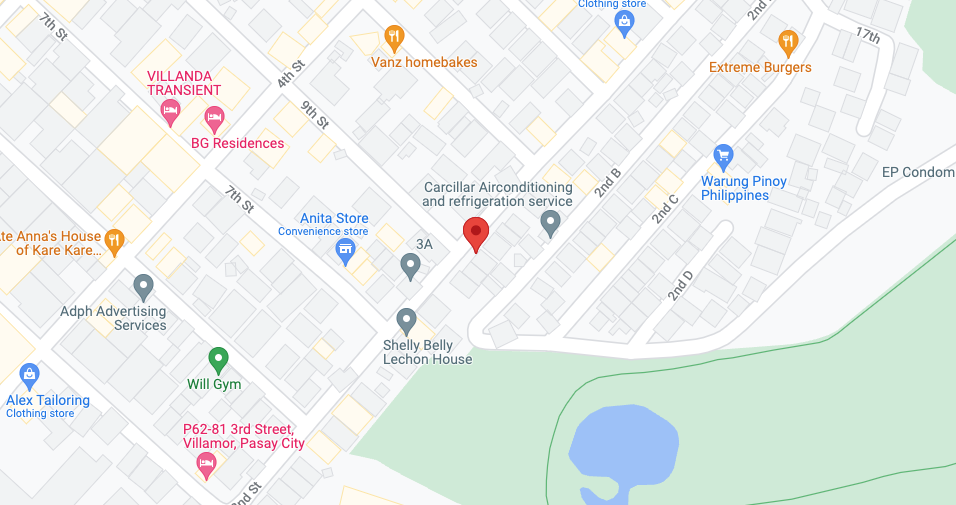 Clothing store
7th St
2nd
Vanz homebakes
17th
4th St
Extreme Burgers
VILLANDA
TRANSIENT
9th St
BG Residences
EP Condom
Warung Pinoy
Philippines
2nd B
Carcillar Airconditioning
and refrigeration service
7th St
2nd C
Anita Store
Convenience store
te Anna's House
of Kare Kare...
3A
2nd D
Adph Advertising
Services
Shelly Belly
Lechon House
Will Gym
Alex Tailoring
Clothing store
P62-81 3rd Street,
Villamor, Pasay City
2nd St